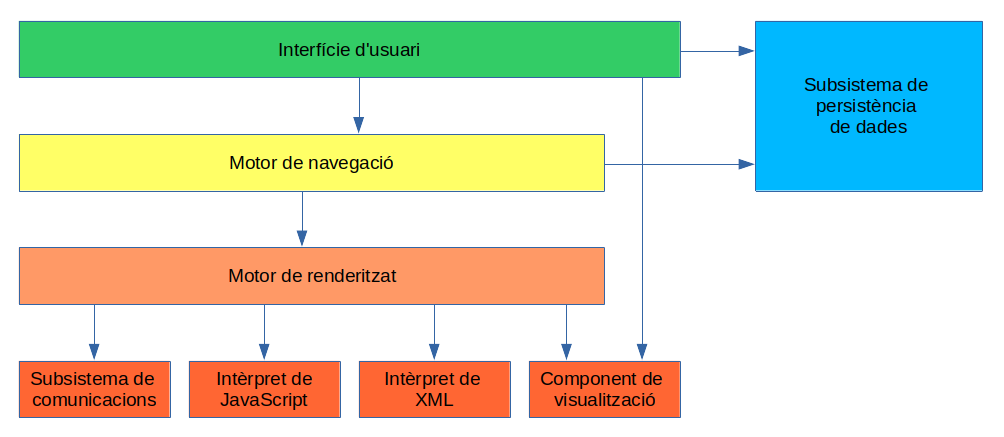 Interfície d'usuari
Subsistema de
persistència
de dades
Motor de navegació
Motor de renderitzat
Subsistema de
comunicacions
Intèrpret de
JavaScript
Intèrpret de
XML
Component de
visualització